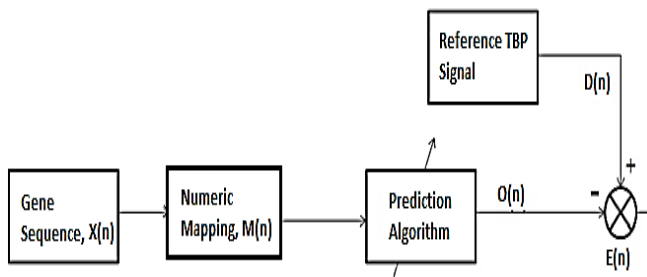 Reference TBP
Signal
D(n)
+
Gene
Sequence, X(n)
Numeric
Mapping, M(n)
Prediction
Algorithm
O(n)
-
E(n)